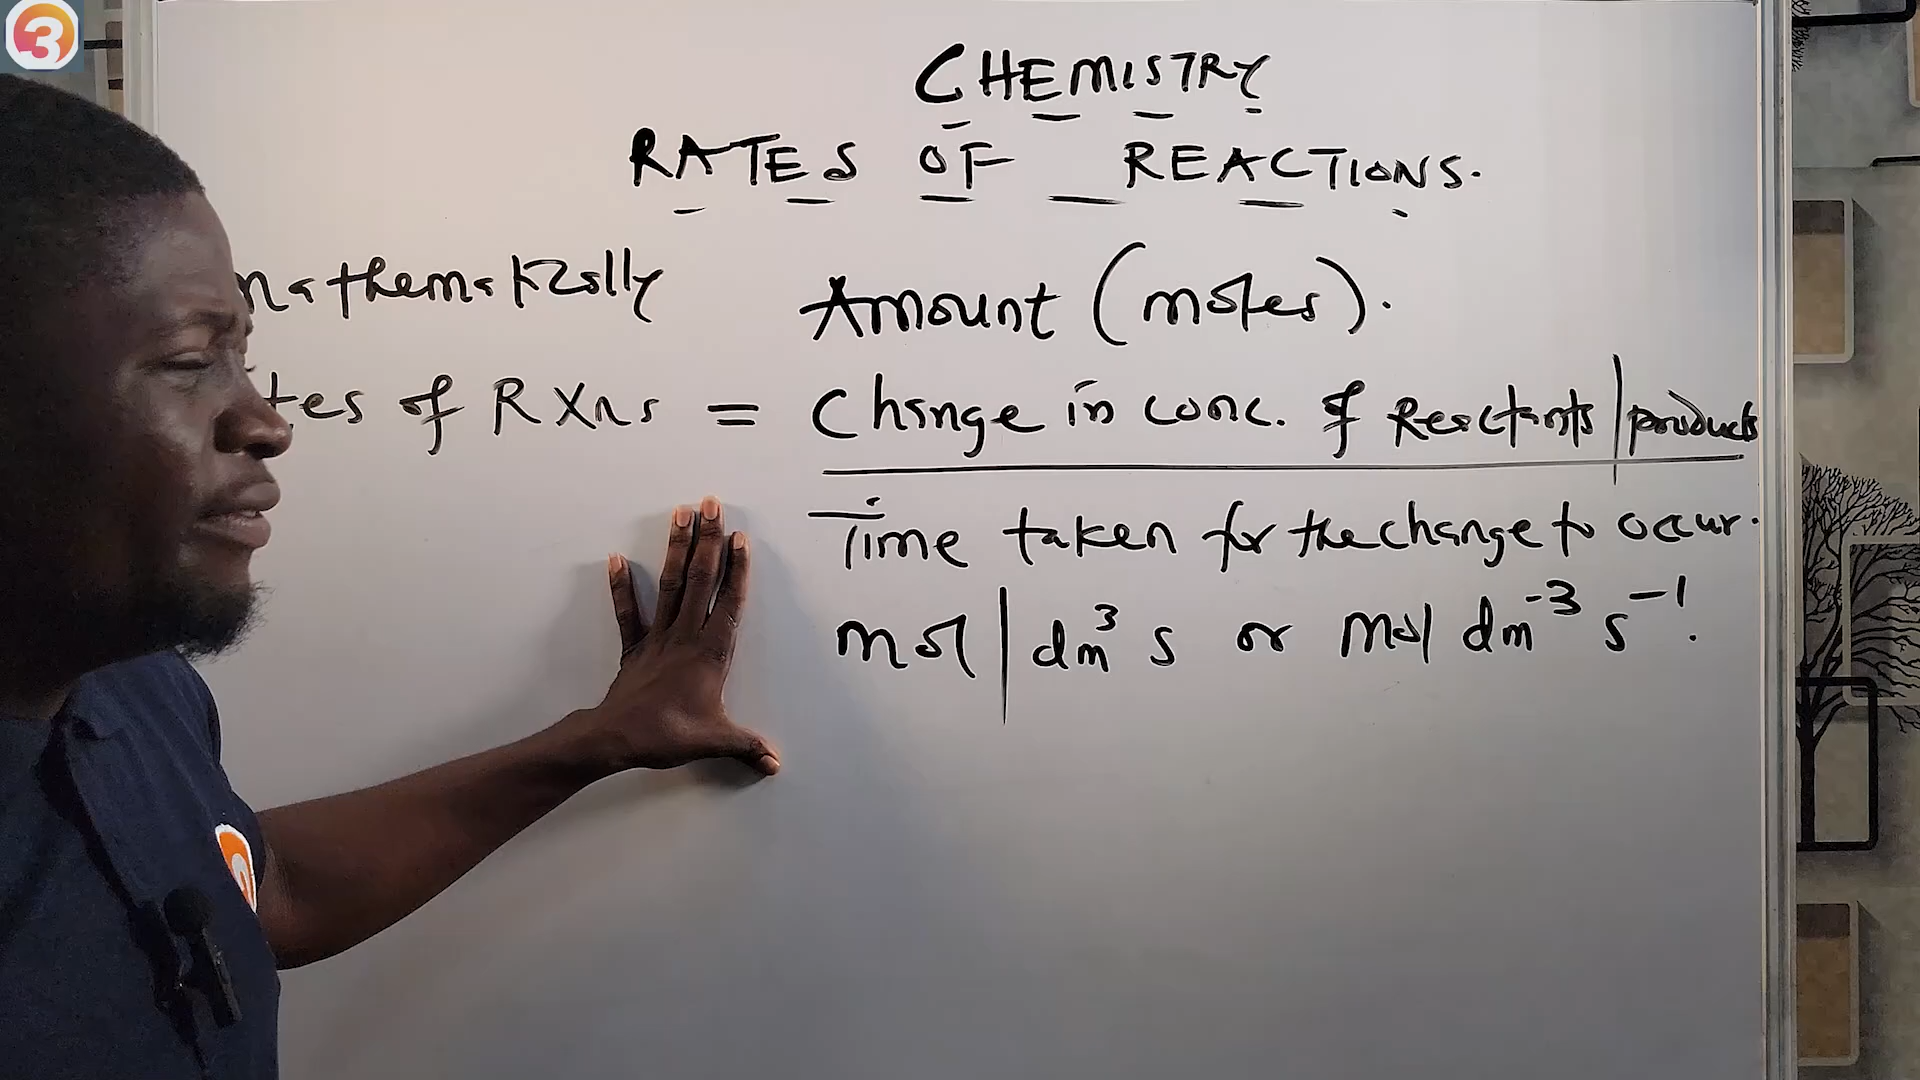 3
CHEMISTRY
RATES OF REACTIONS.
mathematically
Amount (moles).
tes of RXns = Change in conc. of Reactants | products
Time taken for the change to occur.
mol | dm³ s or mol dm⁻³ s⁻¹.